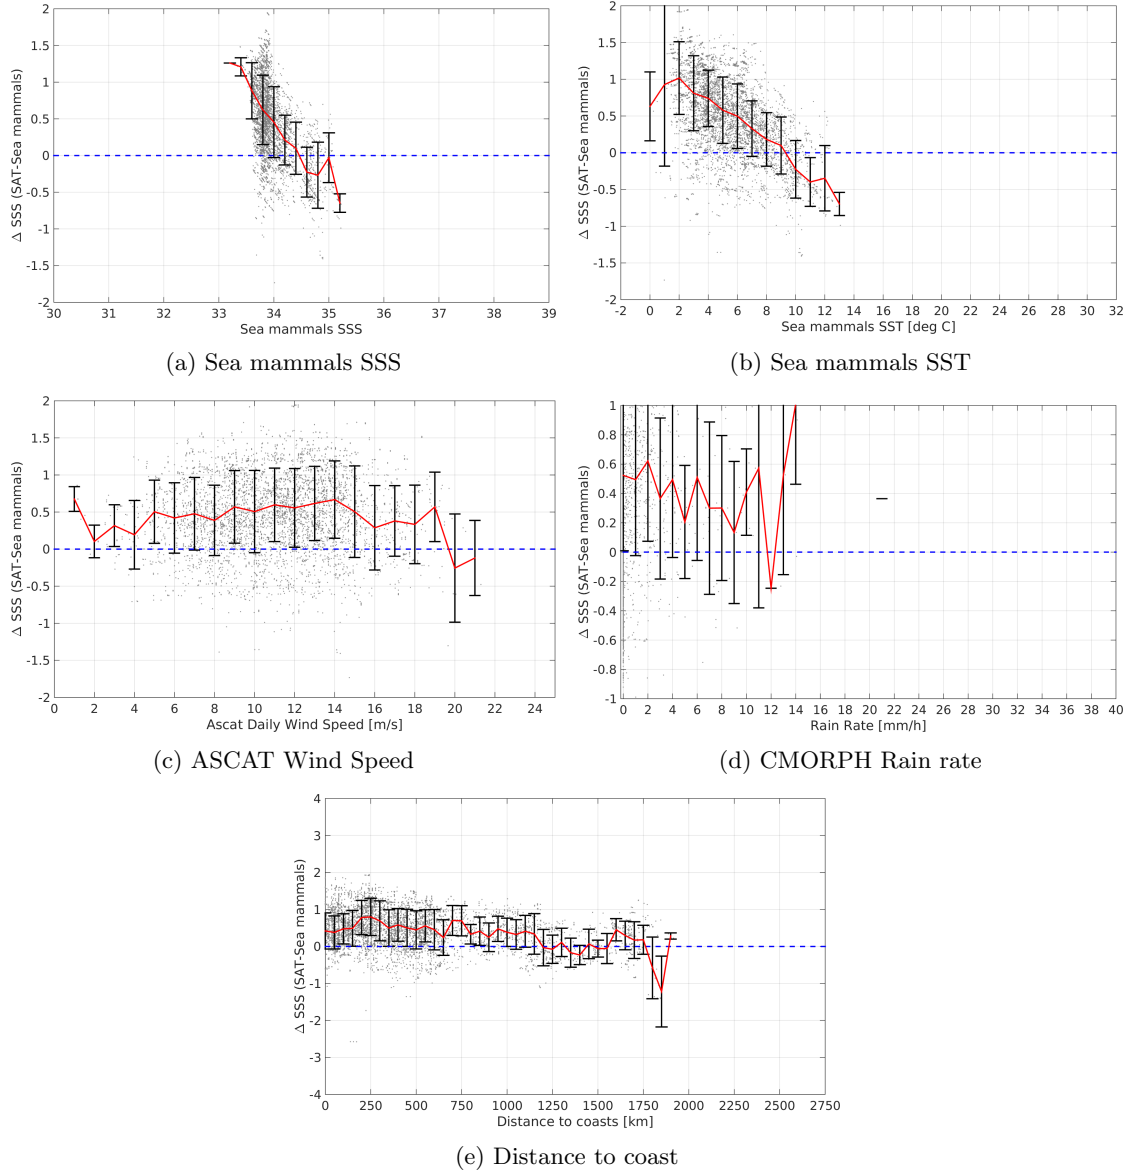 Δ SSS (SAT-Sea mammals)
2
1.5
1
0.5
0
-0.5
-1
-1.5
-2
30 31 32 33 34 35 36 37 38 39
Sea mammals SSS
(a) Sea mammals SSS
Δ SSS (SAT-Sea mammals)
2
1.5
1
0.5
0
-0.5
-1
-1.5
-2
-2 0 2 4 6 8 10 12 14 16 18 20 22 24 26 28 30 32
Sea mammals SST [deg C]
(b) Sea mammals SST
Δ SSS (SAT-Sea mammals)
2
1.5
1
0.5
0
-0.5
-1
-1.5
-2
0 2 4 6 8 10 12 14 16 18 20 22 24
Ascat Daily Wind Speed [m/s]
(c) ASCAT Wind Speed
Δ SSS (SAT-Sea mammals)
1
0.8
0.6
0.4
0.2
0
-0.2
-0.4
-0.6
-0.8
-1
0 2 4 6 8 10 12 14 16 18 20 22 24 26 28 30 32 34 36 38 40
Rain Rate [mm/h]
(d) CMORPH Rain rate
Δ SSS (SAT-Sea mammals)
4
3
2
1
0
-1
-2
-3
-4
0 250 500 750 1000 1250 1500 1750 2000 2250 2500 2750
Distance to coasts [km]
(e) Distance to coast